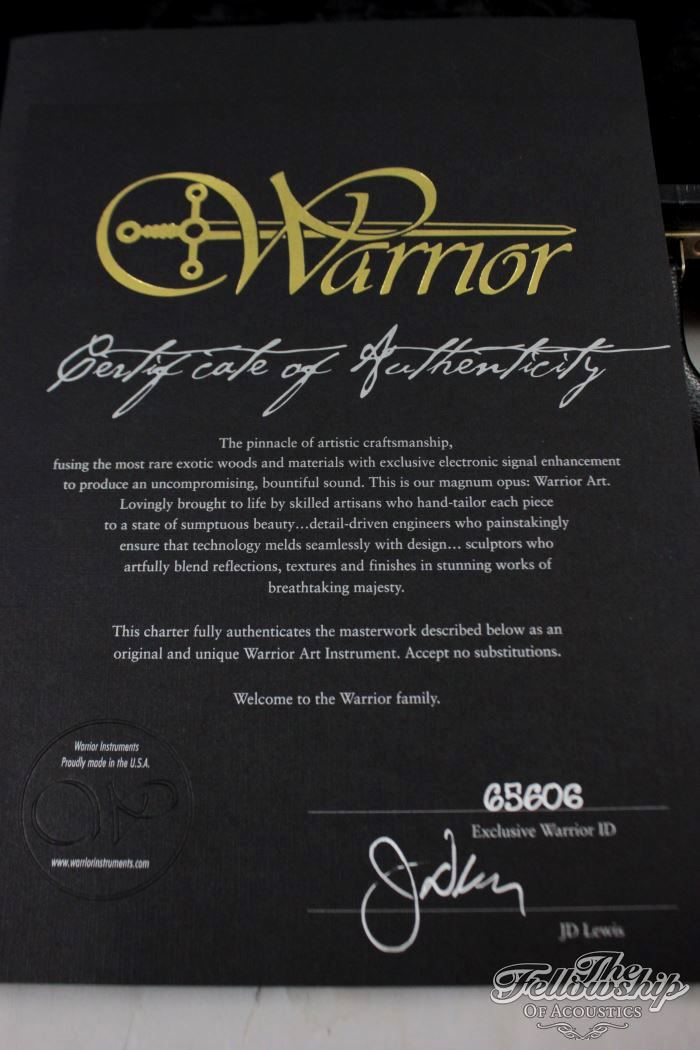 Warrior
Certificate of Authenticity
The pinnacle of artistic craftsmanship,
fusing the most rare exotic woods and materials with exclusive electronic signal enhancement
to produce an uncompromising, bountiful sound. This is our magnum opus: Warrior Art.
Lovingly brought to life by skilled artisans who hand-tailor each piece
to a state of sumptuous beauty…detail-driven engineers who painstakingly
ensure that technology melds seamlessly with design… sculptors who
artfully blend reflections, textures and finishes in stunning works of
breathtaking majesty.
This charter fully authenticates the masterwork described below as an
original and unique Warrior Art Instrument. Accept no substitutions.
Welcome to the Warrior family.
Warrior Instruments
Proudly made in the U.S.A.
www.warriorinstruments.com
65606
Exclusive Warrior ID
JD Lewis
The
Fellowship
Of Acoustics